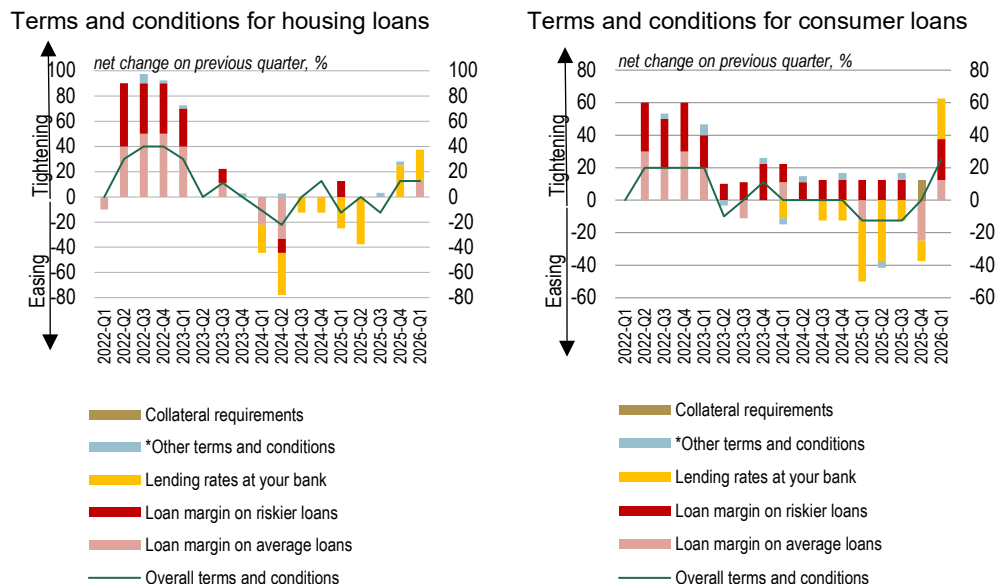 Terms and conditions for housing loans
net change on previous quarter, %
Tightening
Easing
100
80
60
40
20
0
-20
-40
-60
-80
100
80
60
40
20
0
-20
-40
-60
-80
2022-Q1
2022-Q2
2022-Q3
2022-Q4
2023-Q1
2023-Q2
2023-Q3
2023-Q4
2024-Q1
2024-Q2
2024-Q3
2024-Q4
2025-Q1
2025-Q2
2025-Q3
2025-Q4
2026-Q1
Collateral requirements
*Other terms and conditions
Lending rates at your bank
Loan margin on riskier loans
Loan margin on average loans
Overall terms and conditions
Terms and conditions for consumer loans
net change on previous quarter, %
Tightening
Easing
80
60
40
20
0
-20
-40
-60
80
60
40
20
0
-20
-40
-60
2022-Q1
2022-Q2
2022-Q3
2022-Q4
2023-Q1
2023-Q2
2023-Q3
2023-Q4
2024-Q1
2024-Q2
2024-Q3
2024-Q4
2025-Q1
2025-Q2
2025-Q3
2025-Q4
2026-Q1
Collateral requirements
*Other terms and conditions
Lending rates at your bank
Loan margin on riskier loans
Loan margin on average loans
Overall terms and conditions